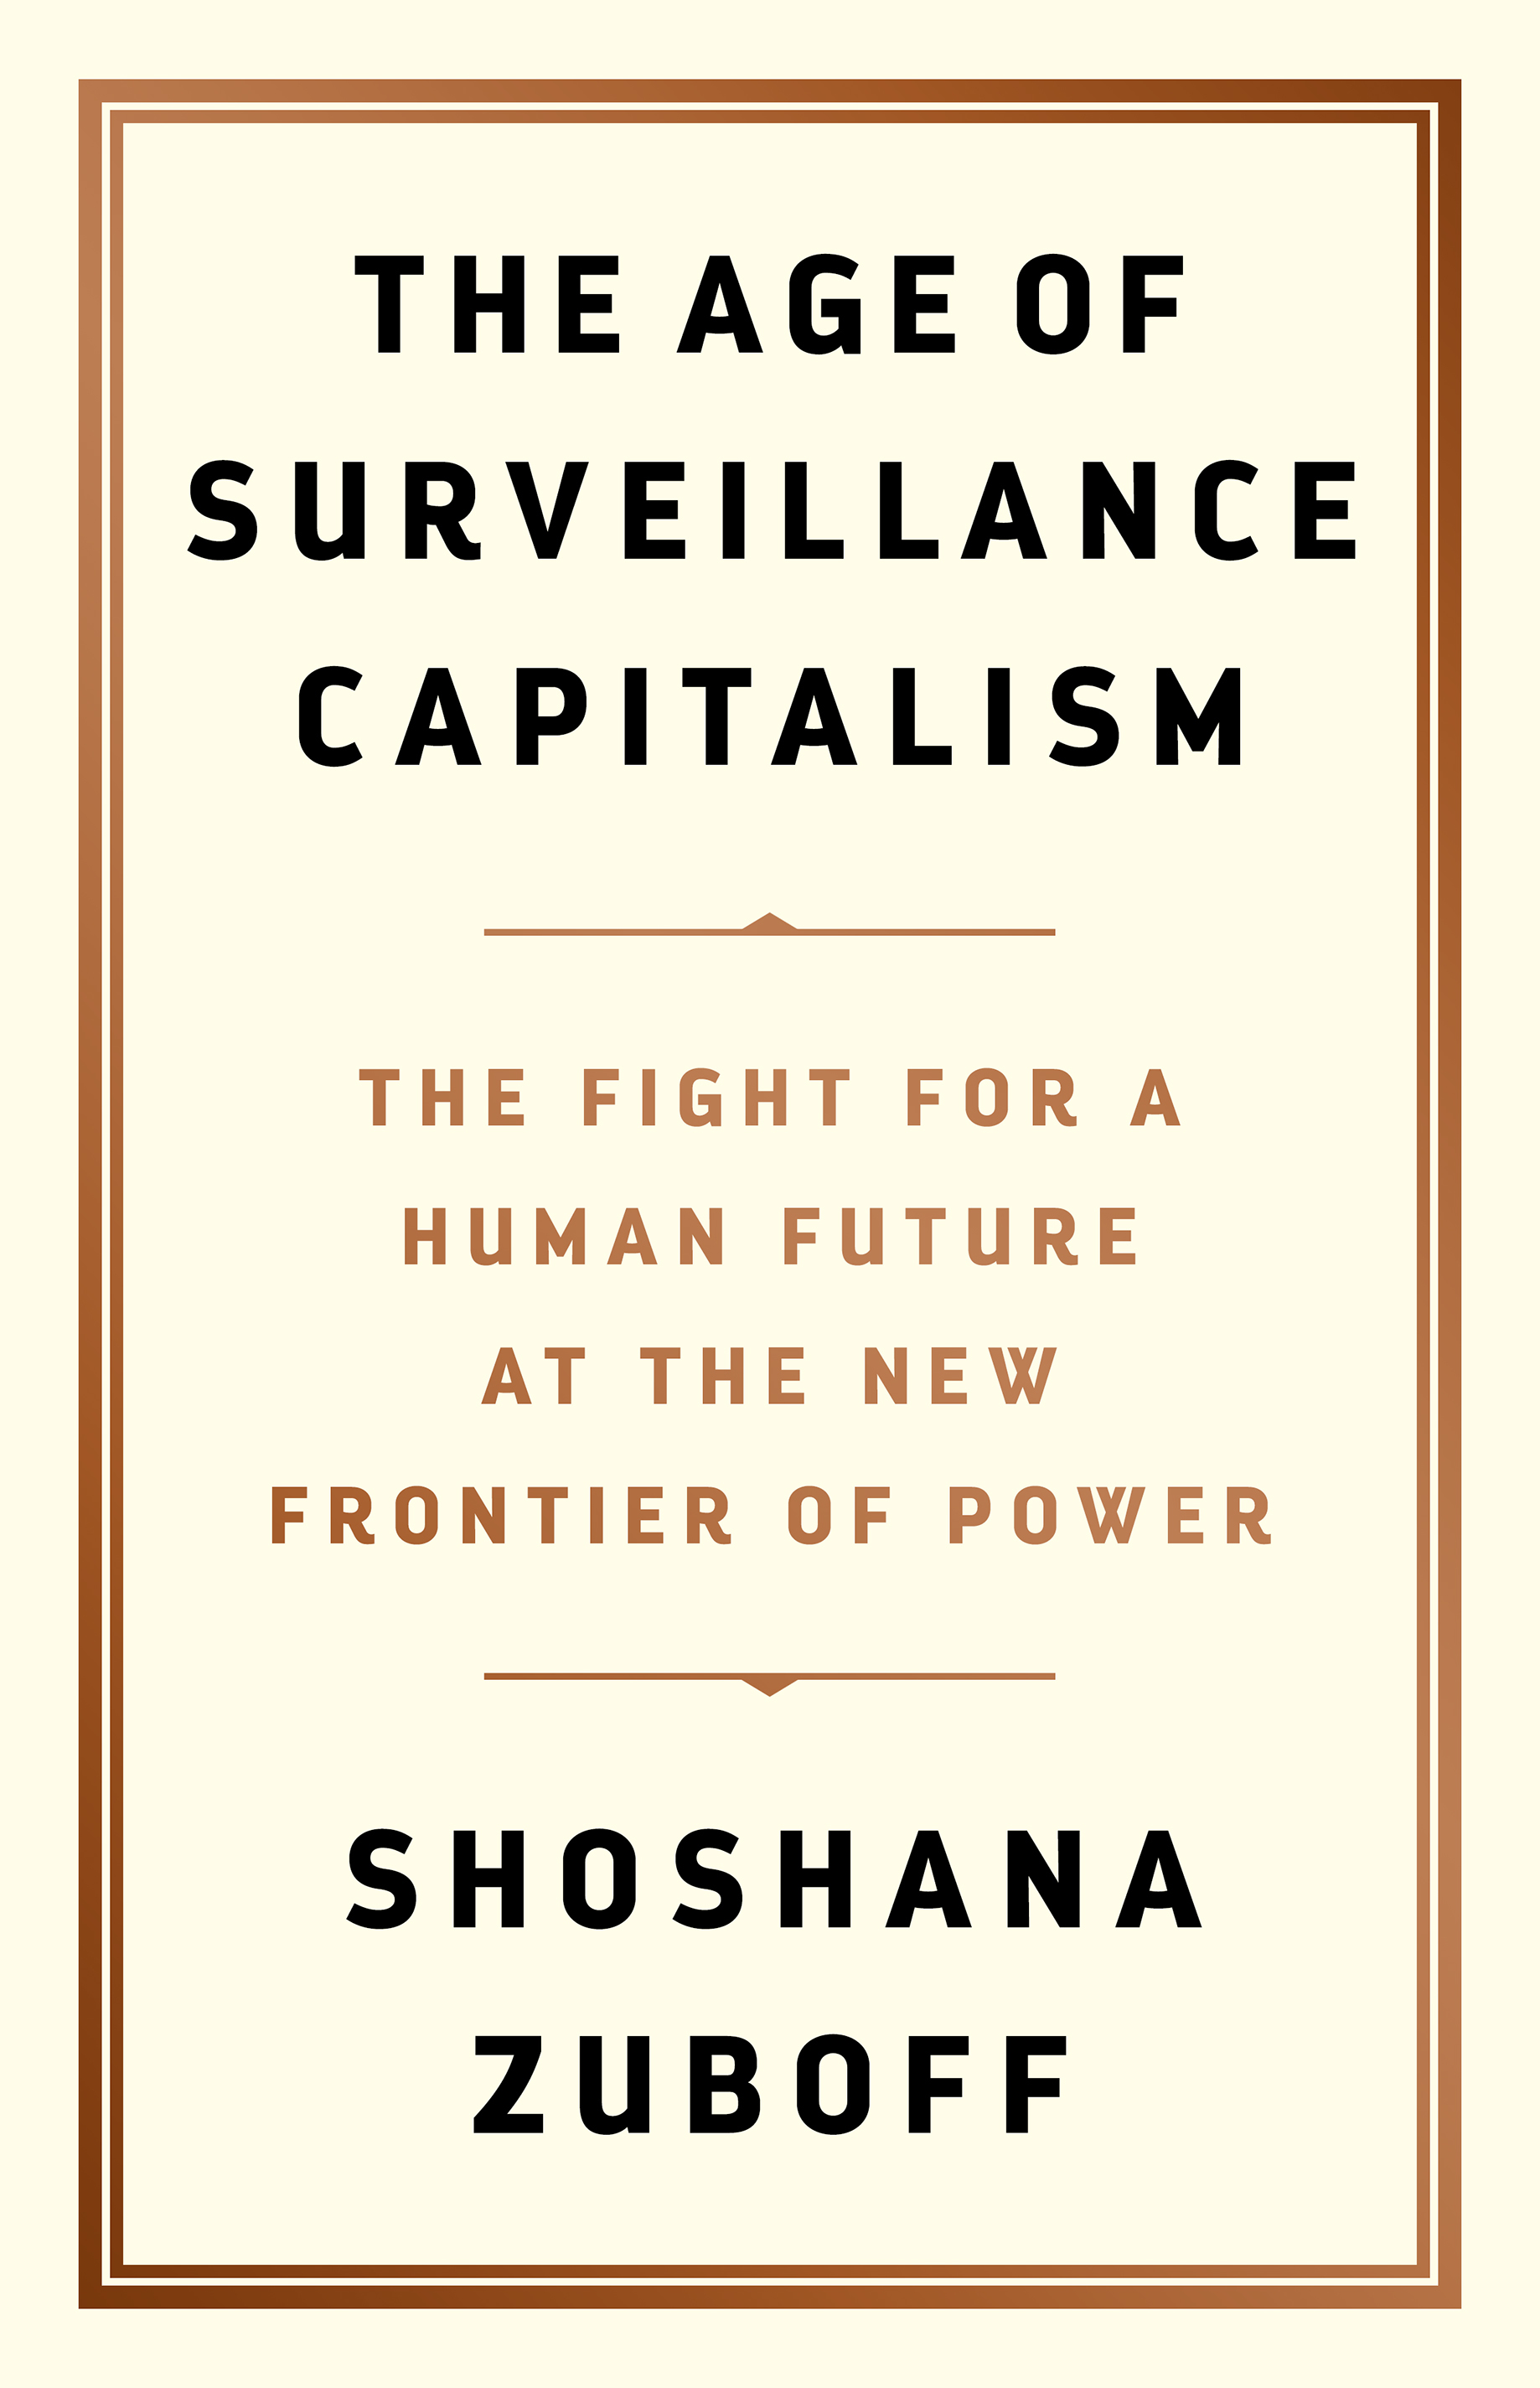 THE AGE OF
SURVEILLANCE
CAPITALISM
THE FIGHT FOR A
HUMAN FUTURE
AT THE NEW
FRONTIER OF POWER
SHOSHANA
ZUBOFF